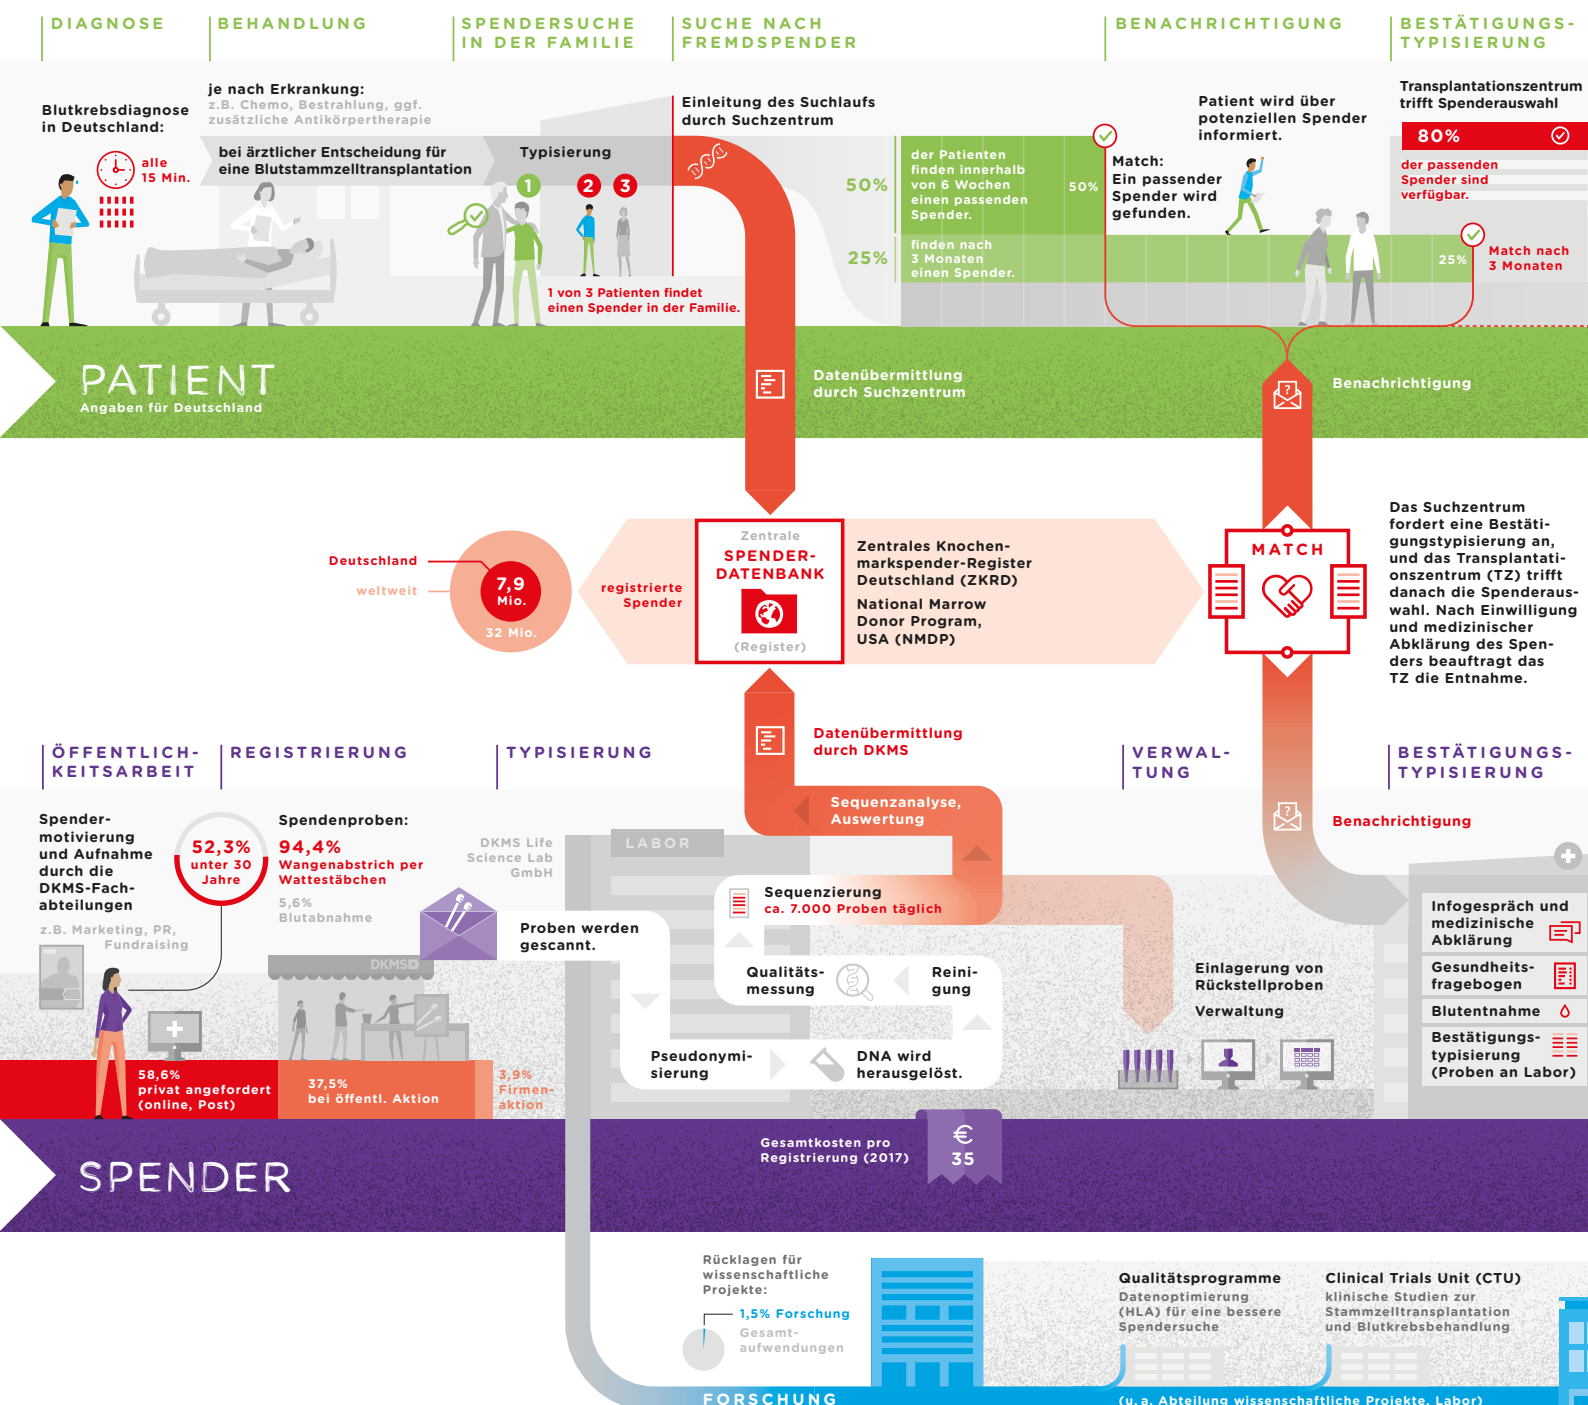 DIAGNOSE
BEHANDLUNG
SPENDERSUCHE
IN DER FAMILIE
SUCHE NACH
FREMDSPENDER
BENACHRICHTIGUNG
BESTÄTIGUNGS-
TYPISIERUNG
Blutkrebsdiagnose
in Deutschland:
alle
15 Min.
je nach Erkrankung:
z.B. Chemo, Bestrahlung, ggf.
zusätzliche Antikörpertherapie
bei ärztlicher Entscheidung für
eine Blutstammzelltransplantation
Typisierung
1
2
3
1 von 3 Patienten findet
einen Spender in der Familie.
Einleitung des Suchlaufs
durch Suchzentrum
50%
der Patienten
finden innerhalb
von 6 Wochen
einen passenden
Spender.
50%
25%
finden nach
3 Monaten
einen Spender.
Match:
Ein passender
Spender wird
gefunden.
Patient wird über
potenziellen Spender
informiert.
25%
Match nach
3 Monaten
Transplantationszentrum
trifft Spenderauswahl
80%
der passenden
Spender sind
verfügbar.
PATIENT
Angaben für Deutschland
Datenübermittlung
durch Suchzentrum
?
Benachrichtigung
Deutschland
weltweit
7,9
Mio.
32 Mio.
registrierte
Spender
Zentrale
SPENDER-
DATENBANK
(Register)
Zentrales Knochen-
markspender-Register
Deutschland (ZKRD)
National Marrow
Donor Program,
USA (NMDP)
MATCH
Das Suchzentrum
fordert eine Bestäti-
gungstypisierung an,
und das Transplantati-
onszentrum (TZ) trifft
danach die Spenderaus-
wahl. Nach Einwilligung
und medizinischer
Abklärung des Spen-
ders beauftragt das
TZ die Entnahme.
Datenübermittlung
durch DKMS
ÖFFENTLICH-
KEITSARBEIT
REGISTRIERUNG
TYPISIERUNG
VERWAL-
TUNG
BESTÄTIGUNGS-
TYPISIERUNG
Spender-
motivierung
und Aufnahme
durch die
DKMS-Fach-
abteilungen
z.B. Marketing, PR,
Fundraising
52,3%
unter 30
Jahre
Spendenproben:
94,4%
Wangenabstrich per
Wattestäbchen
5,6%
Blutabnahme
DKMS
58,6%
privat angefordert
(online, Post)
37,5%
bei öffentl. Aktion
3,9%
Firmen-
aktion
DKMS Life
Science Lab
GmbH
LABOR
Proben werden
gescannt.
Pseudonymi-
sierung
DNA wird
herausgelöst.
Reini-
gung
Qualitäts-
messung
Sequenzierung
ca. 7.000 Proben täglich
Sequenzanalyse,
Auswertung
Einlagerung von
Rückstellproben
Verwaltung
?
Benachrichtigung
Infogespräch und
medizinische
Abklärung
Gesundheits-
fragebogen
Blutentnahme
Bestätigungs-
typisierung
(Proben an Labor)
SPENDER
Gesamtkosten pro
Registrierung (2017)
€
35
Rücklagen für
wissenschaftliche
Projekte:
1,5% Forschung
Gesamt-
aufwendungen
FORSCHUNG
Qualitätsprogramme
Datenoptimierung
(HLA) für eine bessere
Spendersuche
Clinical Trials Unit (CTU)
klinische Studien zur
Stammzelltransplantation
und Blutkrebsbehandlung
(u. a. Abteilung wissenschaftliche Projekte, Labor)